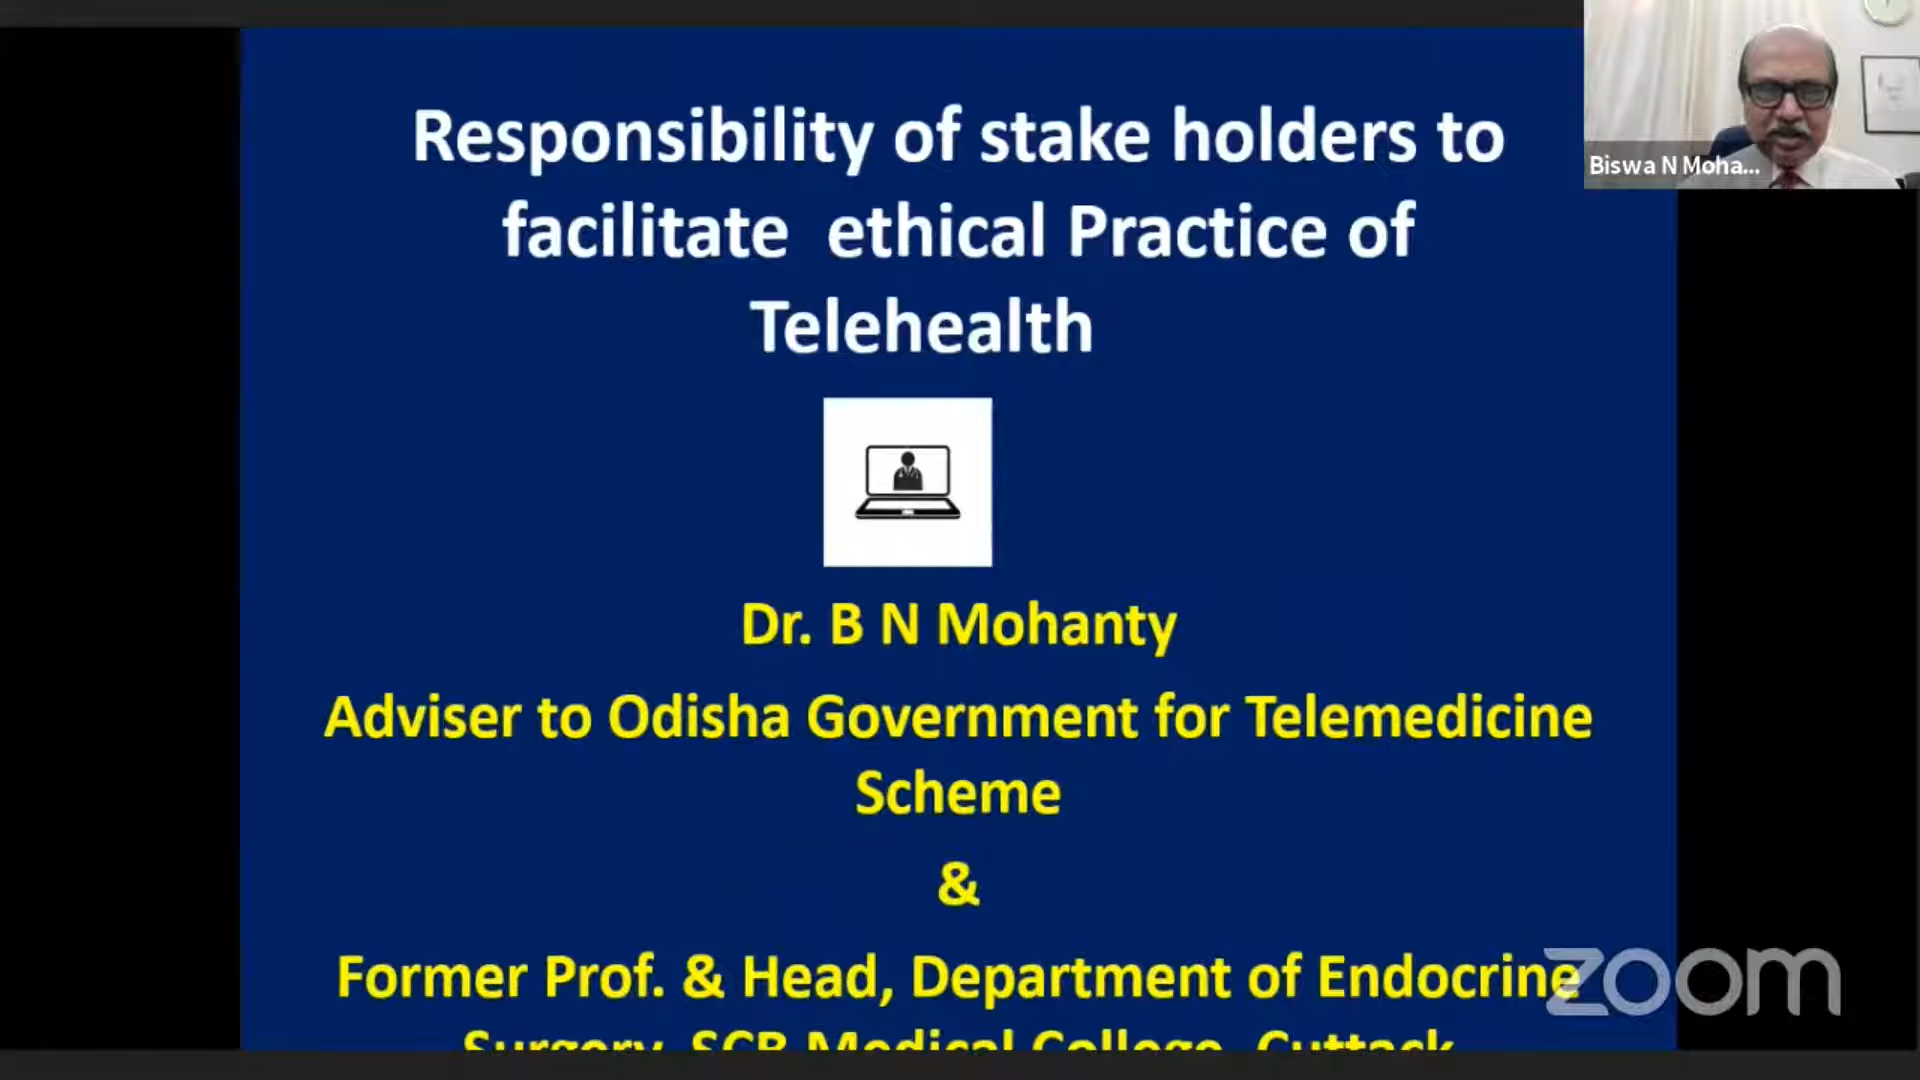 Responsibility of stake holders to
facilitate ethical Practice of
Telehealth
Biswa N Moha...
Dr. B N Mohanty
Adviser to Odisha Government for Telemedicine
Scheme
&
Former Prof. & Head, Department of Endocrine
Surgery, SCB Medical College, Cuttack
zoom